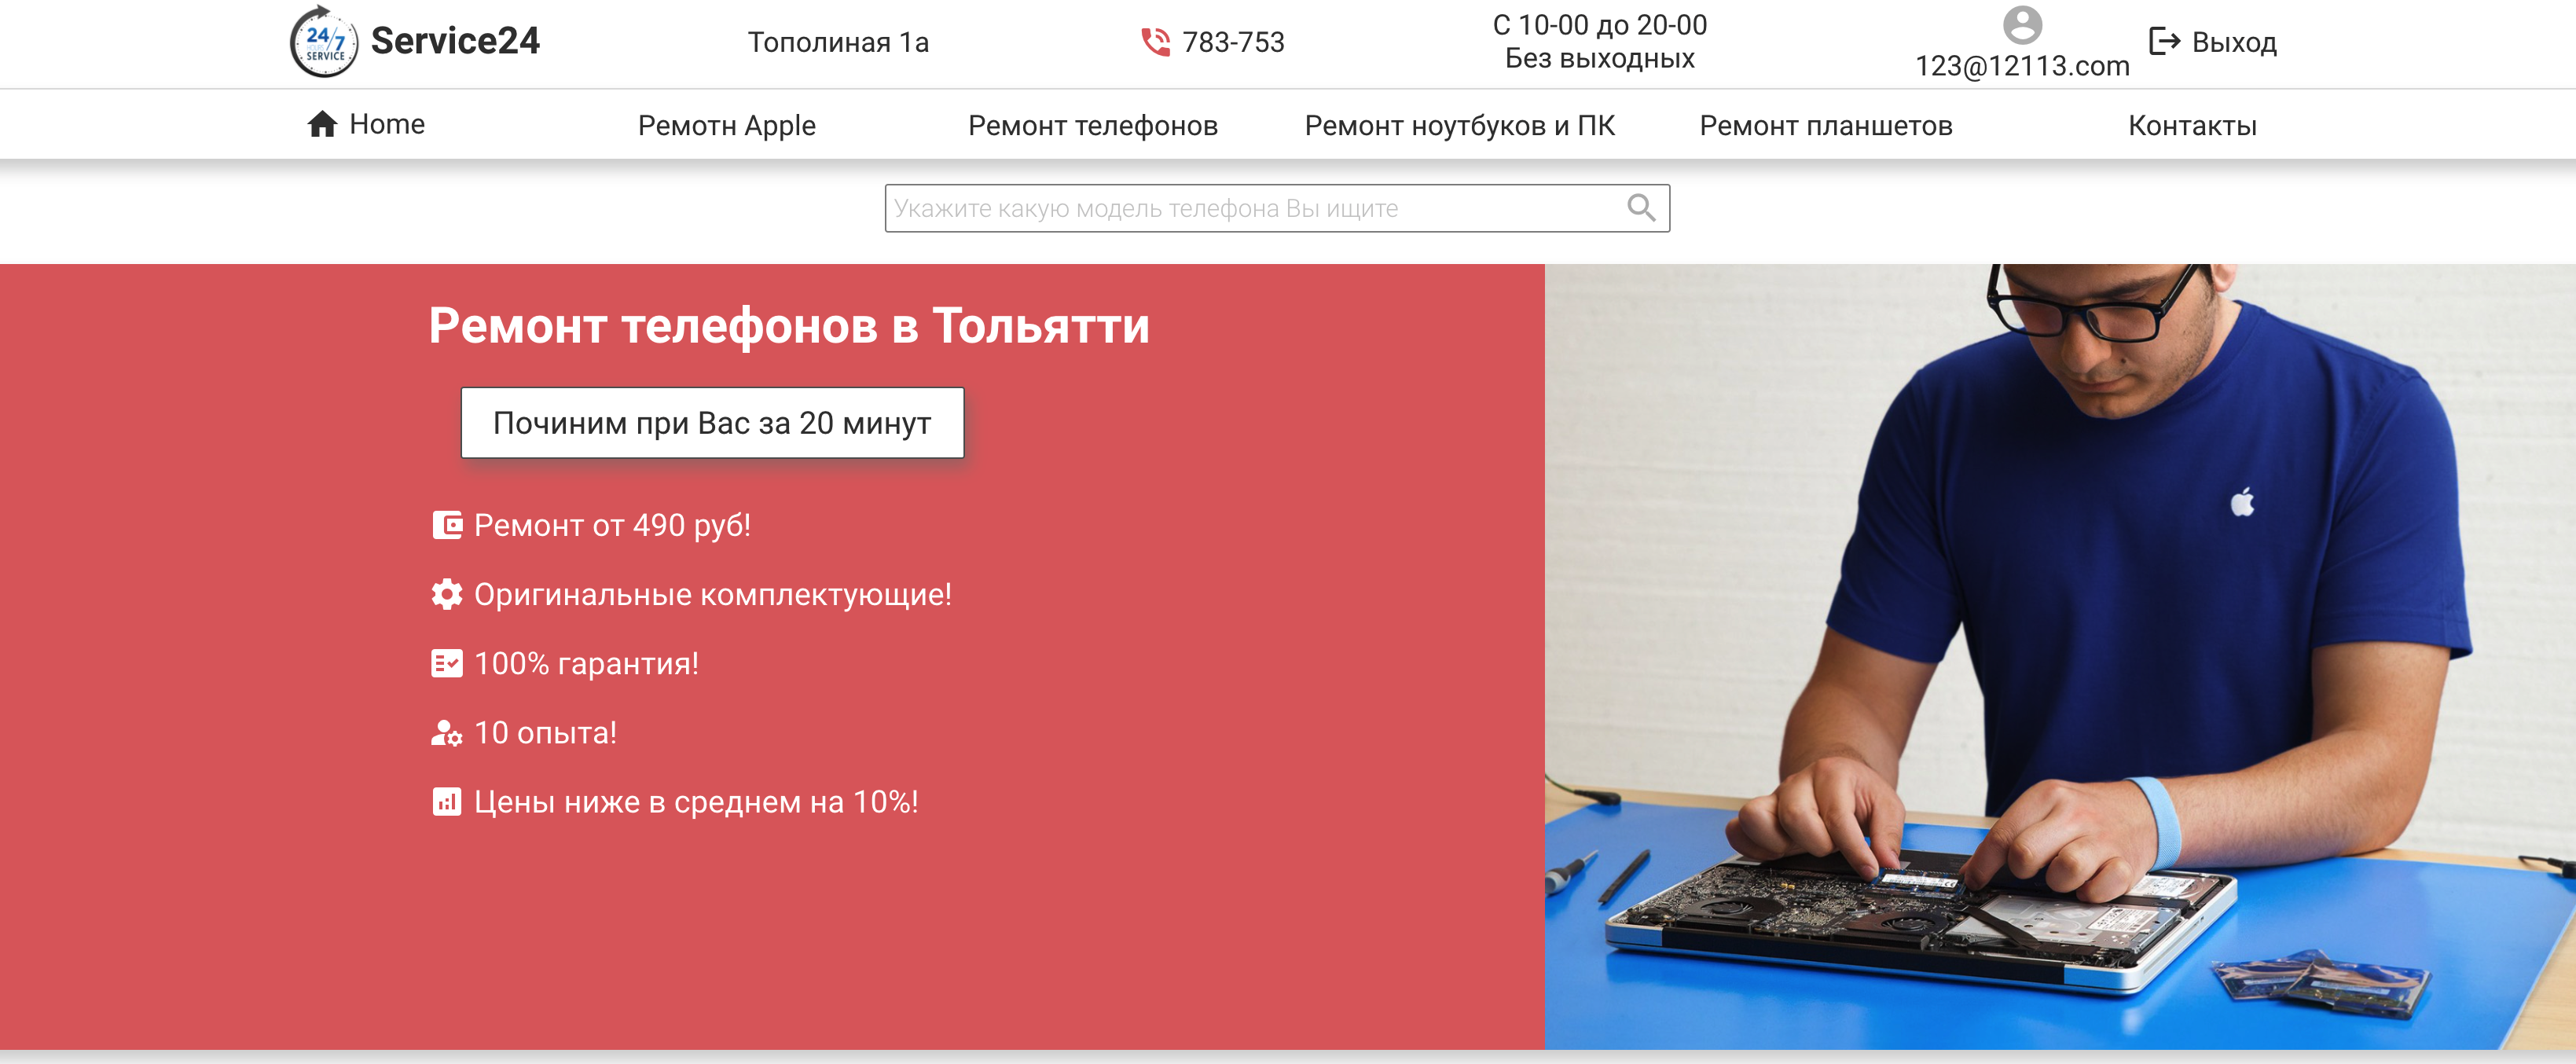 24/7
HOURS
SERVICE
Service24
Тополиная 1а
783-753
С 10-00 до 20-00
Без выходных
123@12113.com
Выход
Home
Ремотн Apple
Ремонт телефонов
Ремонт ноутбуков и ПК
Ремонт планшетов
Контакты
Укажите какую модель телефона Вы ищите
Ремонт телефонов в Тольятти
Починим при Вас за 20 минут
Ремонт от 490 руб!
Оригинальные комплектующие!
100% гарантия!
10 опыта!
Цены ниже в среднем на 10%!